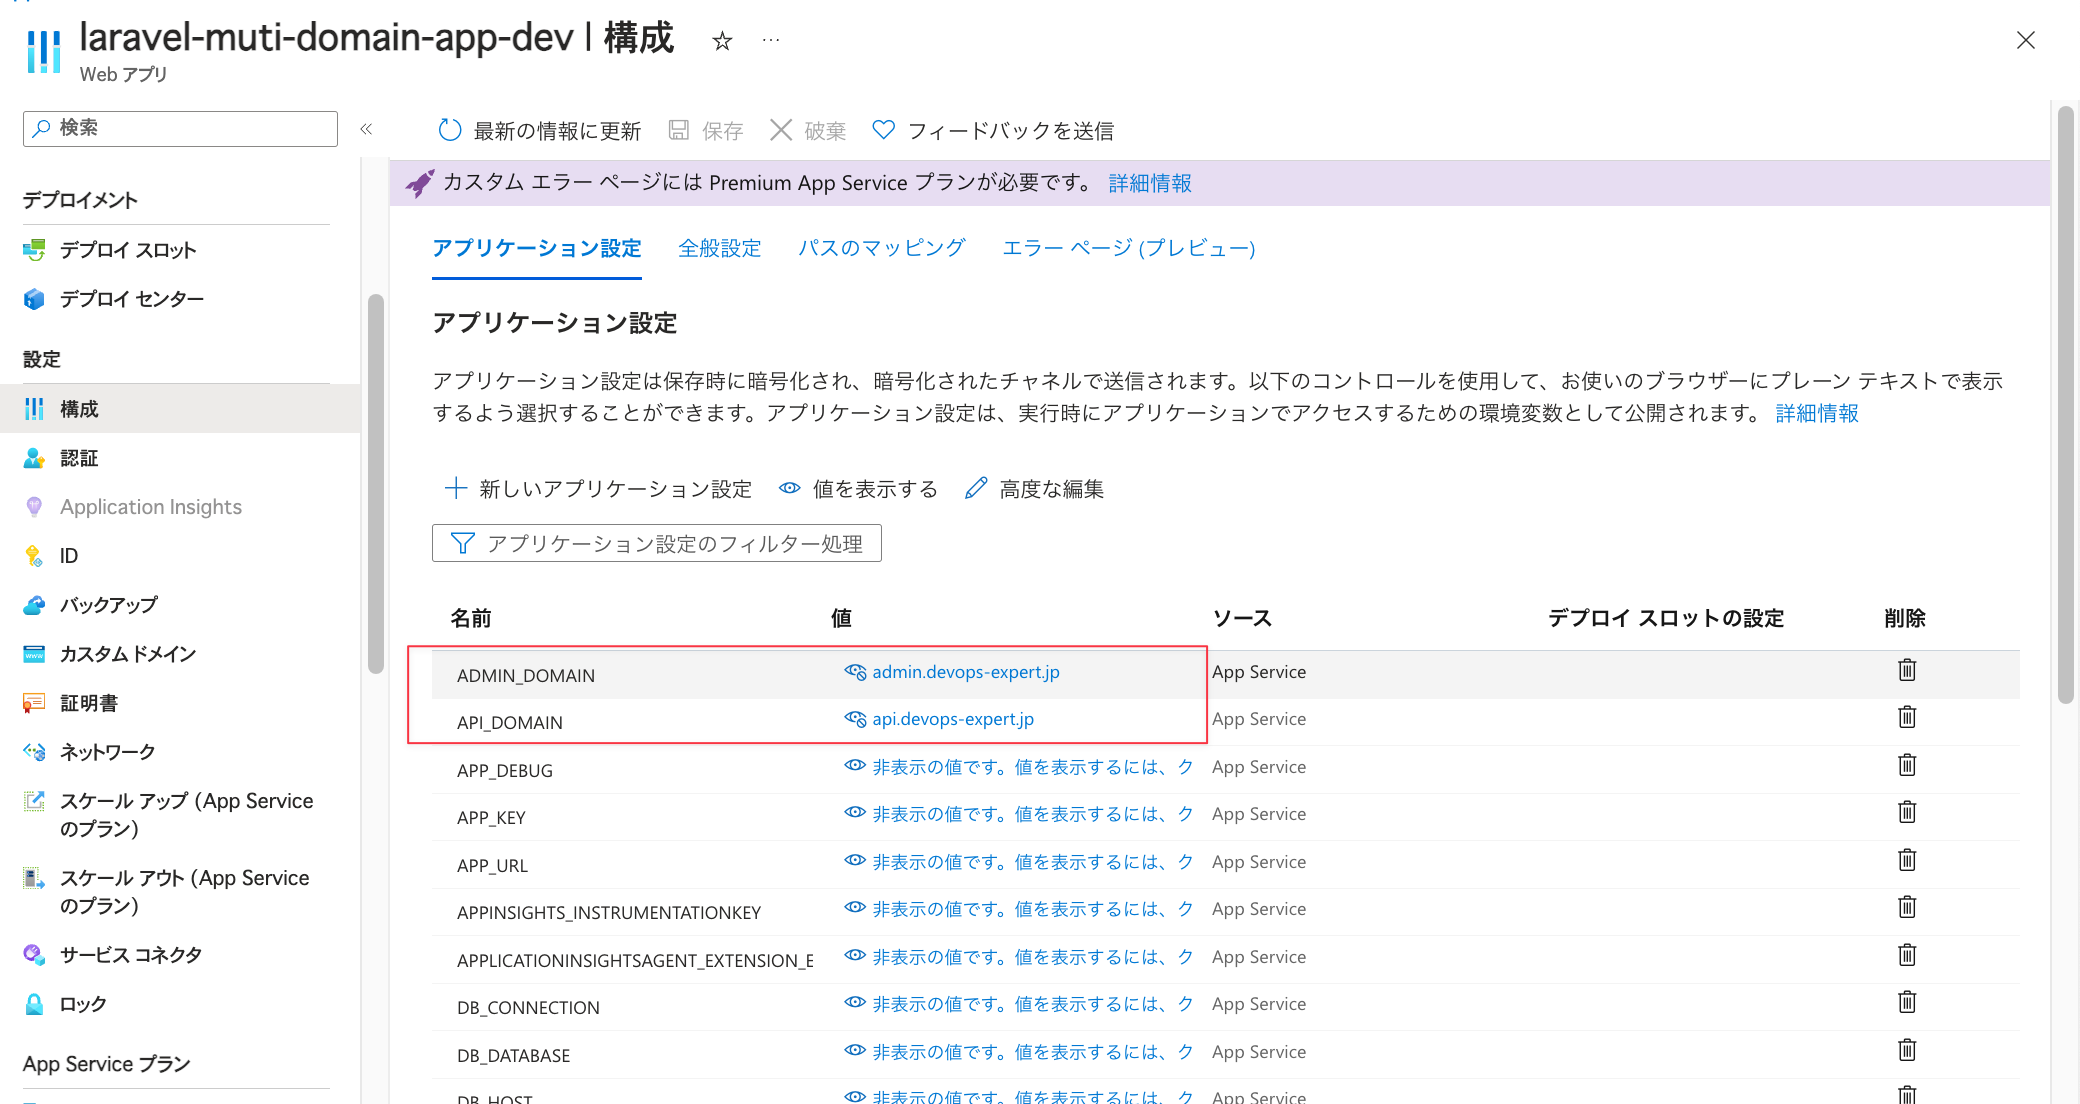 laravel-muti-domain-app-dev | 構成
Web アプリ
検索
デプロイメント
デプロイ スロット
デプロイ センター
設定
構成
認証
Application Insights
ID
バックアップ
カスタム ドメイン
証明書
ネットワーク
スケール アップ (App Service
のプラン)
スケール アウト (App Service
のプラン)
サービス コネクタ
ロック
App Service プラン
最新の情報に更新 保存 破棄 フィードバックを送信
カスタム エラー ページには Premium App Service プランが必要です。 詳細情報
アプリケーション設定 全般設定 パスのマッピング エラー ページ (プレビュー)
アプリケーション設定
アプリケーション設定は保存時に暗号化され、暗号化されたチャネルで送信されます。以下のコントロールを使用して、お使いのブラウザーにプレーン テキストで表示
するよう選択することができます。アプリケーション設定は、実行時にアプリケーションでアクセスするための環境変数として公開されます。 詳細情報
新しいアプリケーション設定 値を表示する 高度な編集
アプリケーション設定のフィルター処理
名前 値 ソース デプロイ スロットの設定 削除
ADMIN_DOMAIN admin.devops-expert.jp App Service
API_DOMAIN api.devops-expert.jp App Service
APP_DEBUG 非表示の値です。値を表示するには、ク App Service
APP_KEY 非表示の値です。値を表示するには、ク App Service
APP_URL 非表示の値です。値を表示するには、ク App Service
APPINSIGHTS_INSTRUMENTATIONKEY 非表示の値です。値を表示するには、ク App Service
APPLICATIONINSIGHTSAGENT_EXTENSION_E 非表示の値です。値を表示するには、ク App Service
DB_CONNECTION 非表示の値です。値を表示するには、ク App Service
DB_DATABASE 非表示の値です。値を表示するには、ク App Service
DB_HOST 非表示の値です。値を表示するには、ク App Service